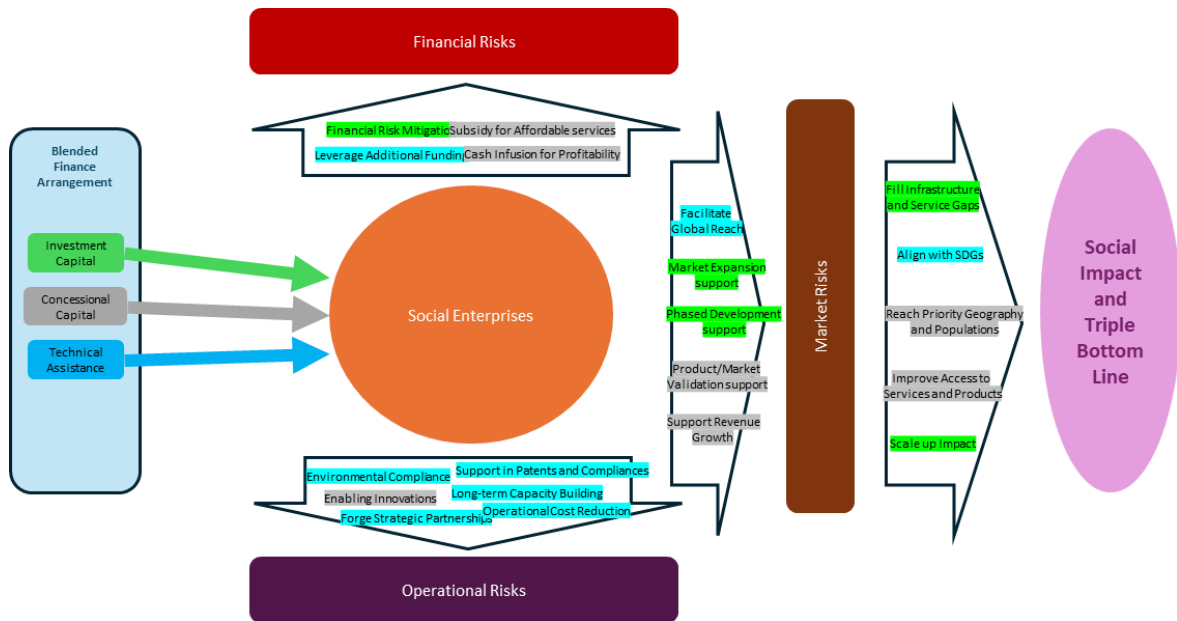 Financial Risks
Blended
Finance
Arrangement
Investment
Capital
Concessional
Capital
Technical
Assistance
Financial Risk Mitigatio
Subsidy for Affordable services
Leverage Additional Funding
Cash Infusion for Profitability
Social Enterprises
Environmental Compliance
Support in Patents and Compliances
Enabling Innovations
Long-term Capacity Building
Forge Strategic Partnerships
Operational Cost Reduction
Operational Risks
Facilitate
Global Reach
Market Expansion
support
Phased Development
support
Product/Market
Validation support
Support Revenue
Growth
Market Risks
Fill Infrastructure
and Service Gaps
Align with SDGs
Reach Priority Geography
and Populations
Improve Access to
Services and Products
Scale up Impact
Social
Impact
and
Triple
Bottom
Line